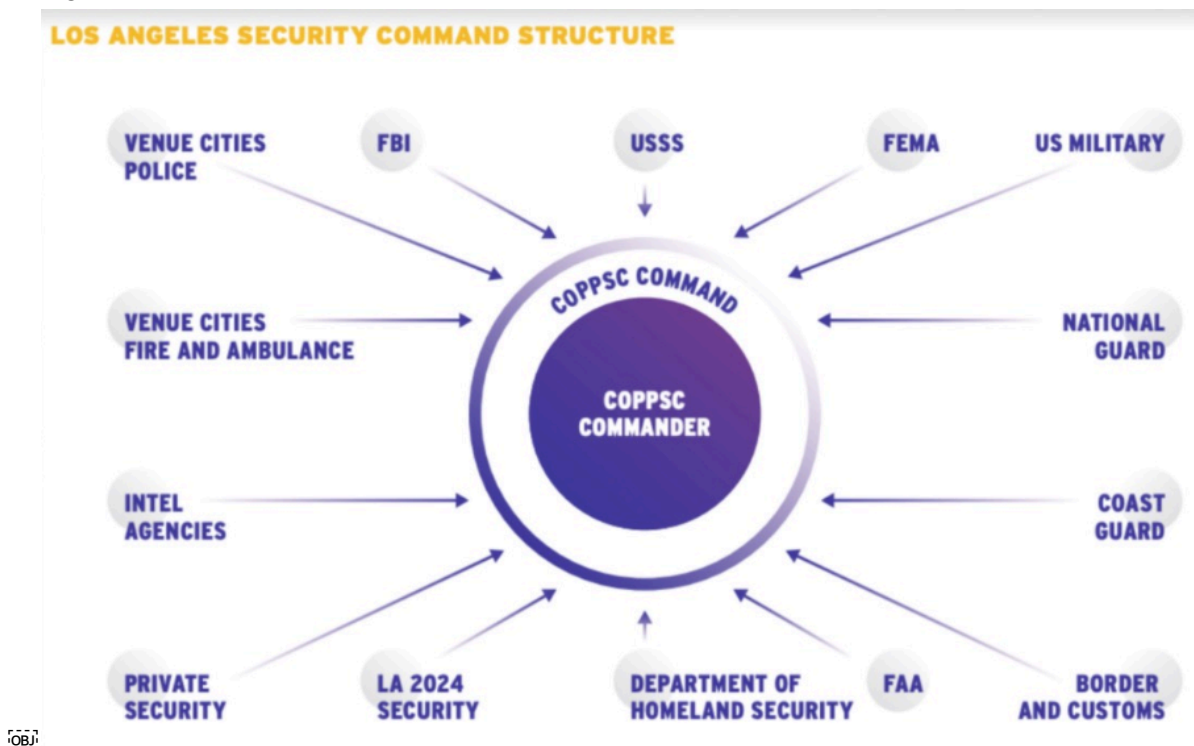 LOS ANGELES SECURITY COMMAND STRUCTURE
VENUE CITIES
POLICE
FBI
USSS
FEMA
US MILITARY
COPPSC COMMAND
VENUE CITIES
FIRE AND AMBULANCE
NATIONAL
GUARD
COPPSC
COMMANDER
INTEL
AGENCIES
COAST
GUARD
PRIVATE
SECURITY
LA 2024
SECURITY
DEPARTMENT OF
HOMELAND SECURITY
FAA
BORDER
AND CUSTOMS
OBJ